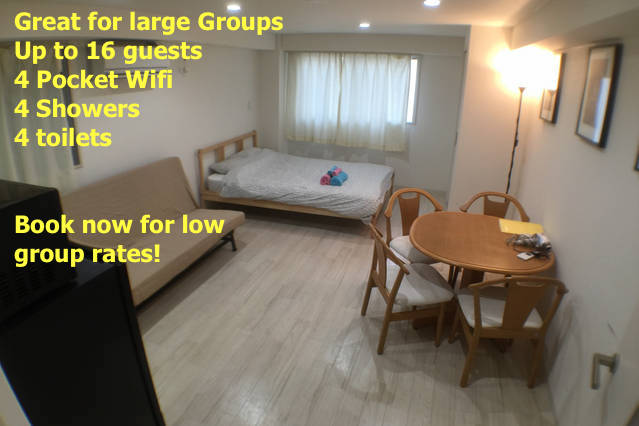 Great for large Groups
Up to 16 guests
4 Pocket Wifi
4 Showers
4 toilets
Book now for low
group rates!